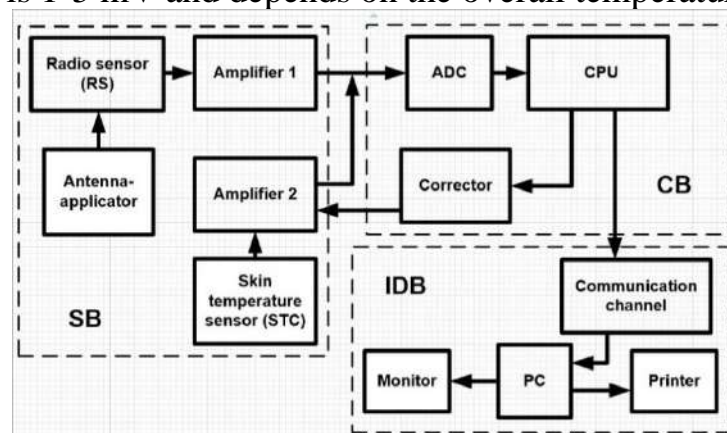 is 1-3 mV and depends on the overall temperatur
Radio sensor
(RS)
Amplifier 1
ADC
CPU
Antenna-
applicator
Amplifier 2
Corrector
CB
Skin
temperature
sensor (STC)
SB
IDB
Communication
channel
Monitor
PC
Printer